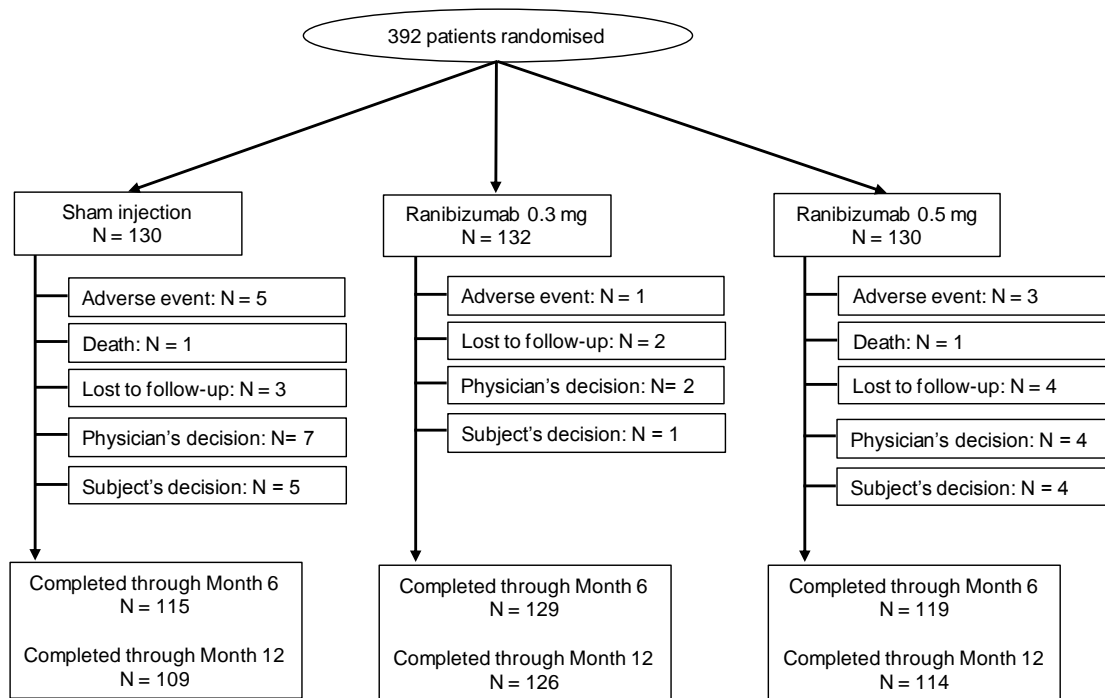 392 patients randomised
Sham injection
N = 130
Adverse event: N = 5
Death: N = 1
Lost to follow-up: N = 3
Physician's decision: N= 7
Subject's decision: N = 5
Completed through Month 6
N = 115
Completed through Month 12
N = 109
Ranibizumab 0.3 mg
N = 132
Adverse event: N = 1
Lost to follow-up: N = 2
Physician's decision: N= 2
Subject's decision: N = 1
Completed through Month 6
N = 129
Completed through Month 12
N = 126
Ranibizumab 0.5 mg
N = 130
Adverse event: N = 3
Death: N = 1
Lost to follow-up: N = 4
Physician's decision: N = 4
Subject's decision: N = 4
Completed through Month 6
N = 119
Completed through Month 12
N = 114